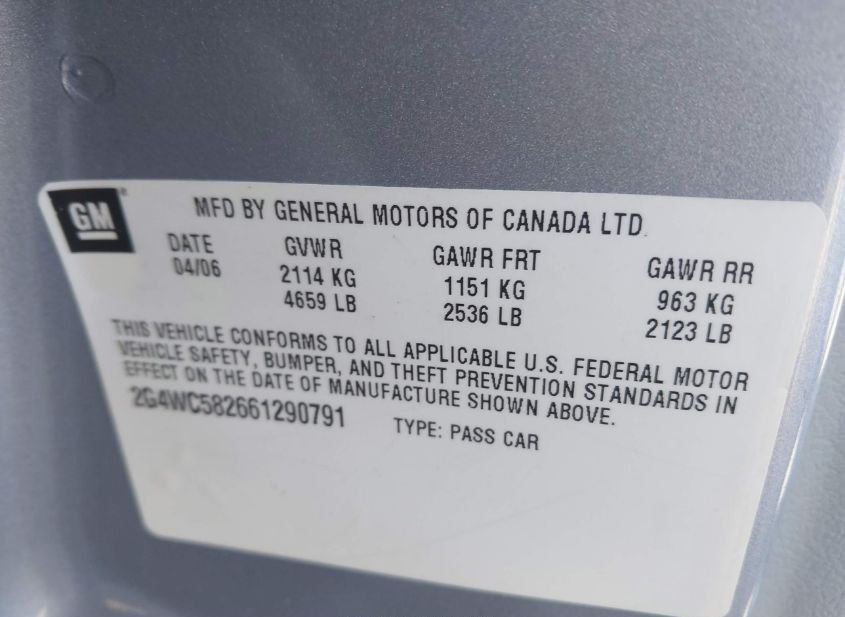 GM
MFD BY GENERAL MOTORS OF CANADA LTD.
DATE GVWR GAWR FRT GAWR RR
04/06 2114 KG 1151 KG 963 KG
4659 LB 2536 LB 2123 LB
THIS VEHICLE CONFORMS TO ALL APPLICABLE U.S. FEDERAL MOTOR
VEHICLE SAFETY, BUMPER, AND THEFT PREVENTION STANDARDS IN
EFFECT ON THE DATE OF MANUFACTURE SHOWN ABOVE.
2G4WC582661290791 TYPE: PASS CAR